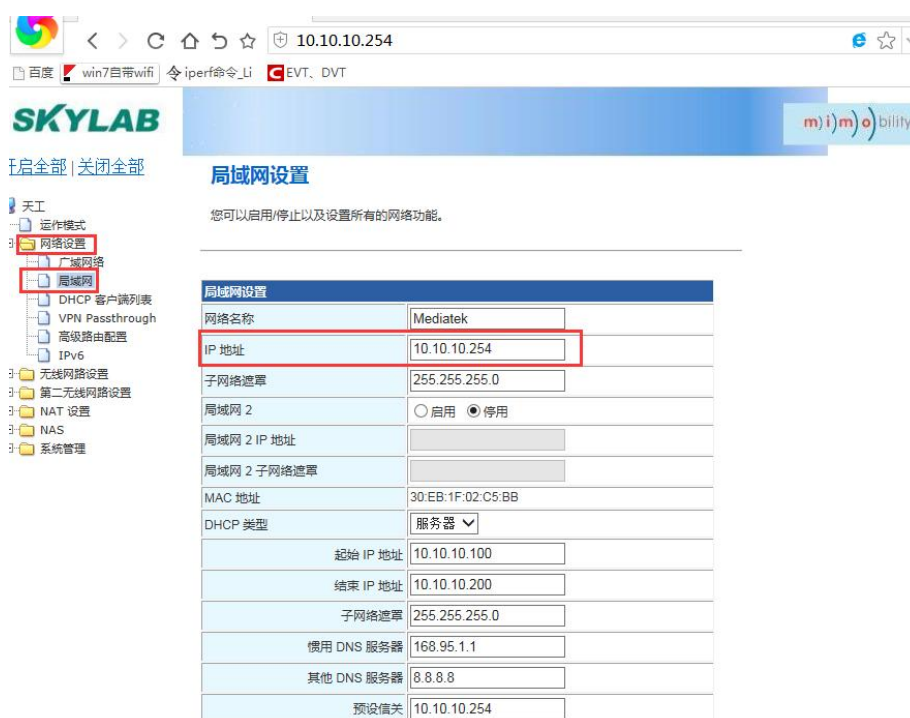 10.10.10.254
百度 win7自带wifi iperf命令_Li EVT、DVT
SKYLAB
m)i)m)o)bility
开启全部 | 关闭全部
局域网设置
您可以启用/停止以及设置所有的网络功能。
天工
运作模式
网络设置
广域网络
局域网
DHCP 客户端列表
VPN Passthrough
高级路由配置
IPv6
无线网路设置
第二无线网路设置
NAT 设置
NAS
系统管理
局域网设置
网络名称 Mediatek
IP 地址 10.10.10.254
子网络遮罩 255.255.255.0
局域网 2 启用 停用
局域网 2 IP 地址
局域网 2 子网络遮罩
MAC 地址 30:EB:1F:02:C5:BB
DHCP 类型 服务器
起始 IP 地址 10.10.10.100
结束 IP 地址 10.10.10.200
子网络遮罩 255.255.255.0
惯用 DNS 服务器 168.95.1.1
其他 DNS 服务器 8.8.8.8
预设信关 10.10.10.254